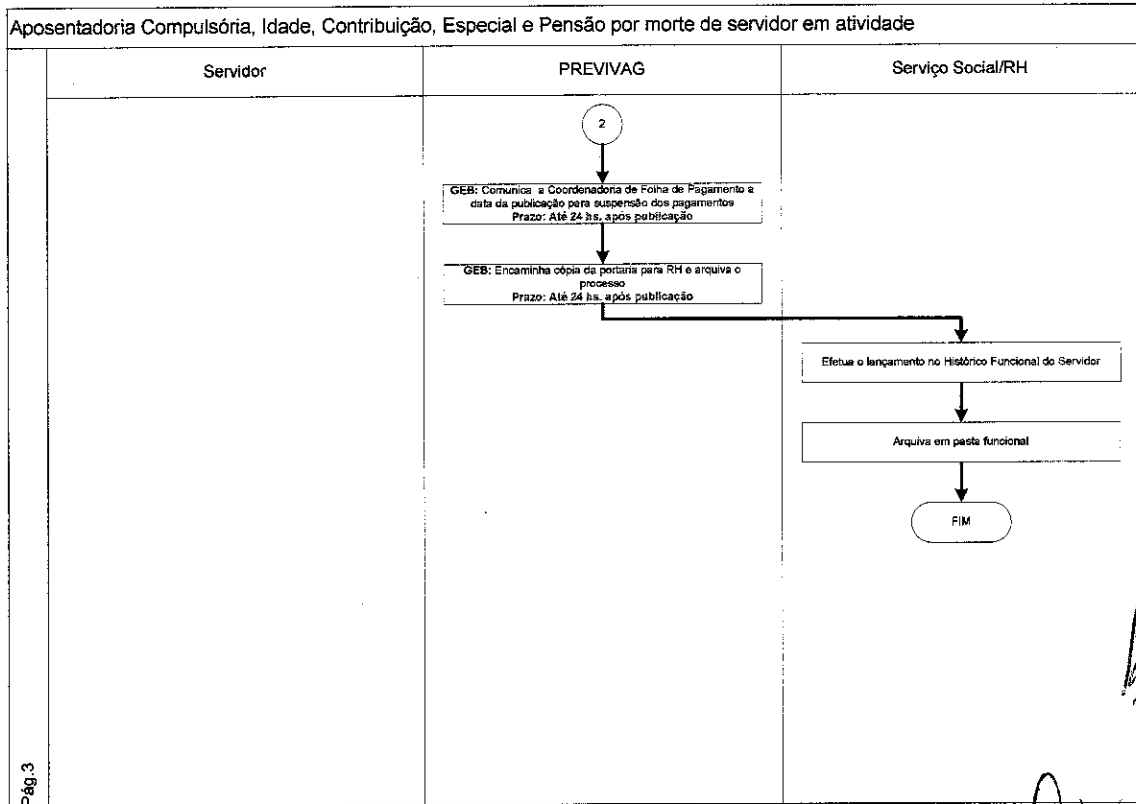 Aposentadoria Compulsória, Idade, Contribuição, Especial e Pensão por morte de servidor em atividade
Servidor
PREVIVAG
Serviço Social/RH
2
GEB: Comunica a Coordenadoria de Folha de Pagamento a
data da publicação para suspensão dos pagamentos
Prazo: Até 24 hs. após publicação
GEB: Encaminha cópia da portaria para RH e arquiva o
processo
Prazo: Até 24 hs. após publicação
Efetua o lançamento no Histórico Funcional do Servidor
Arquiva em pasta funcional
FIM
Pág.3